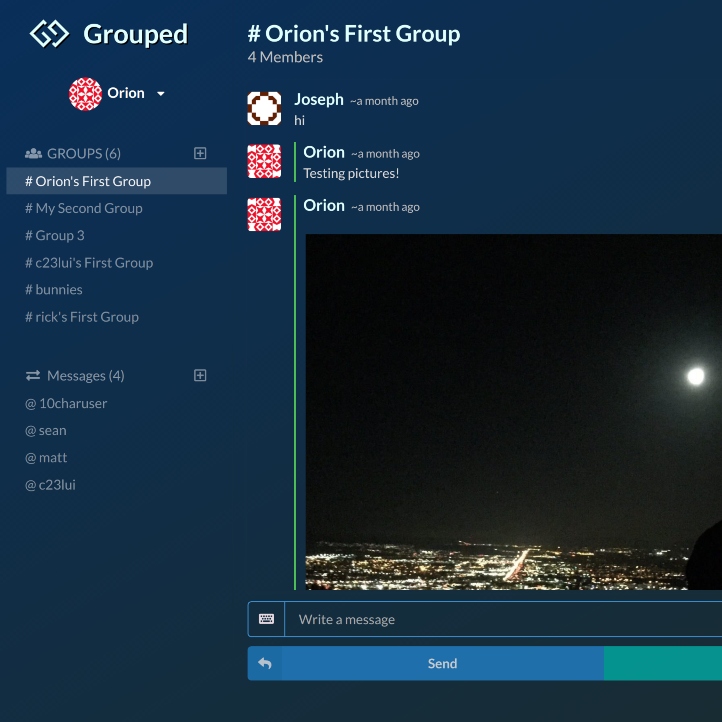 Grouped
Orion
GROUPS (6)
# Orion's First Group
# My Second Group
# Group 3
# c23lui's First Group
# bunnies
# rick's First Group
Messages (4)
@ 10charuser
@ sean
@ matt
@ c23lui
# Orion's First Group
4 Members
Joseph ~a month ago
hi
Orion ~a month ago
Testing pictures!
Orion ~a month ago
Write a message
Send